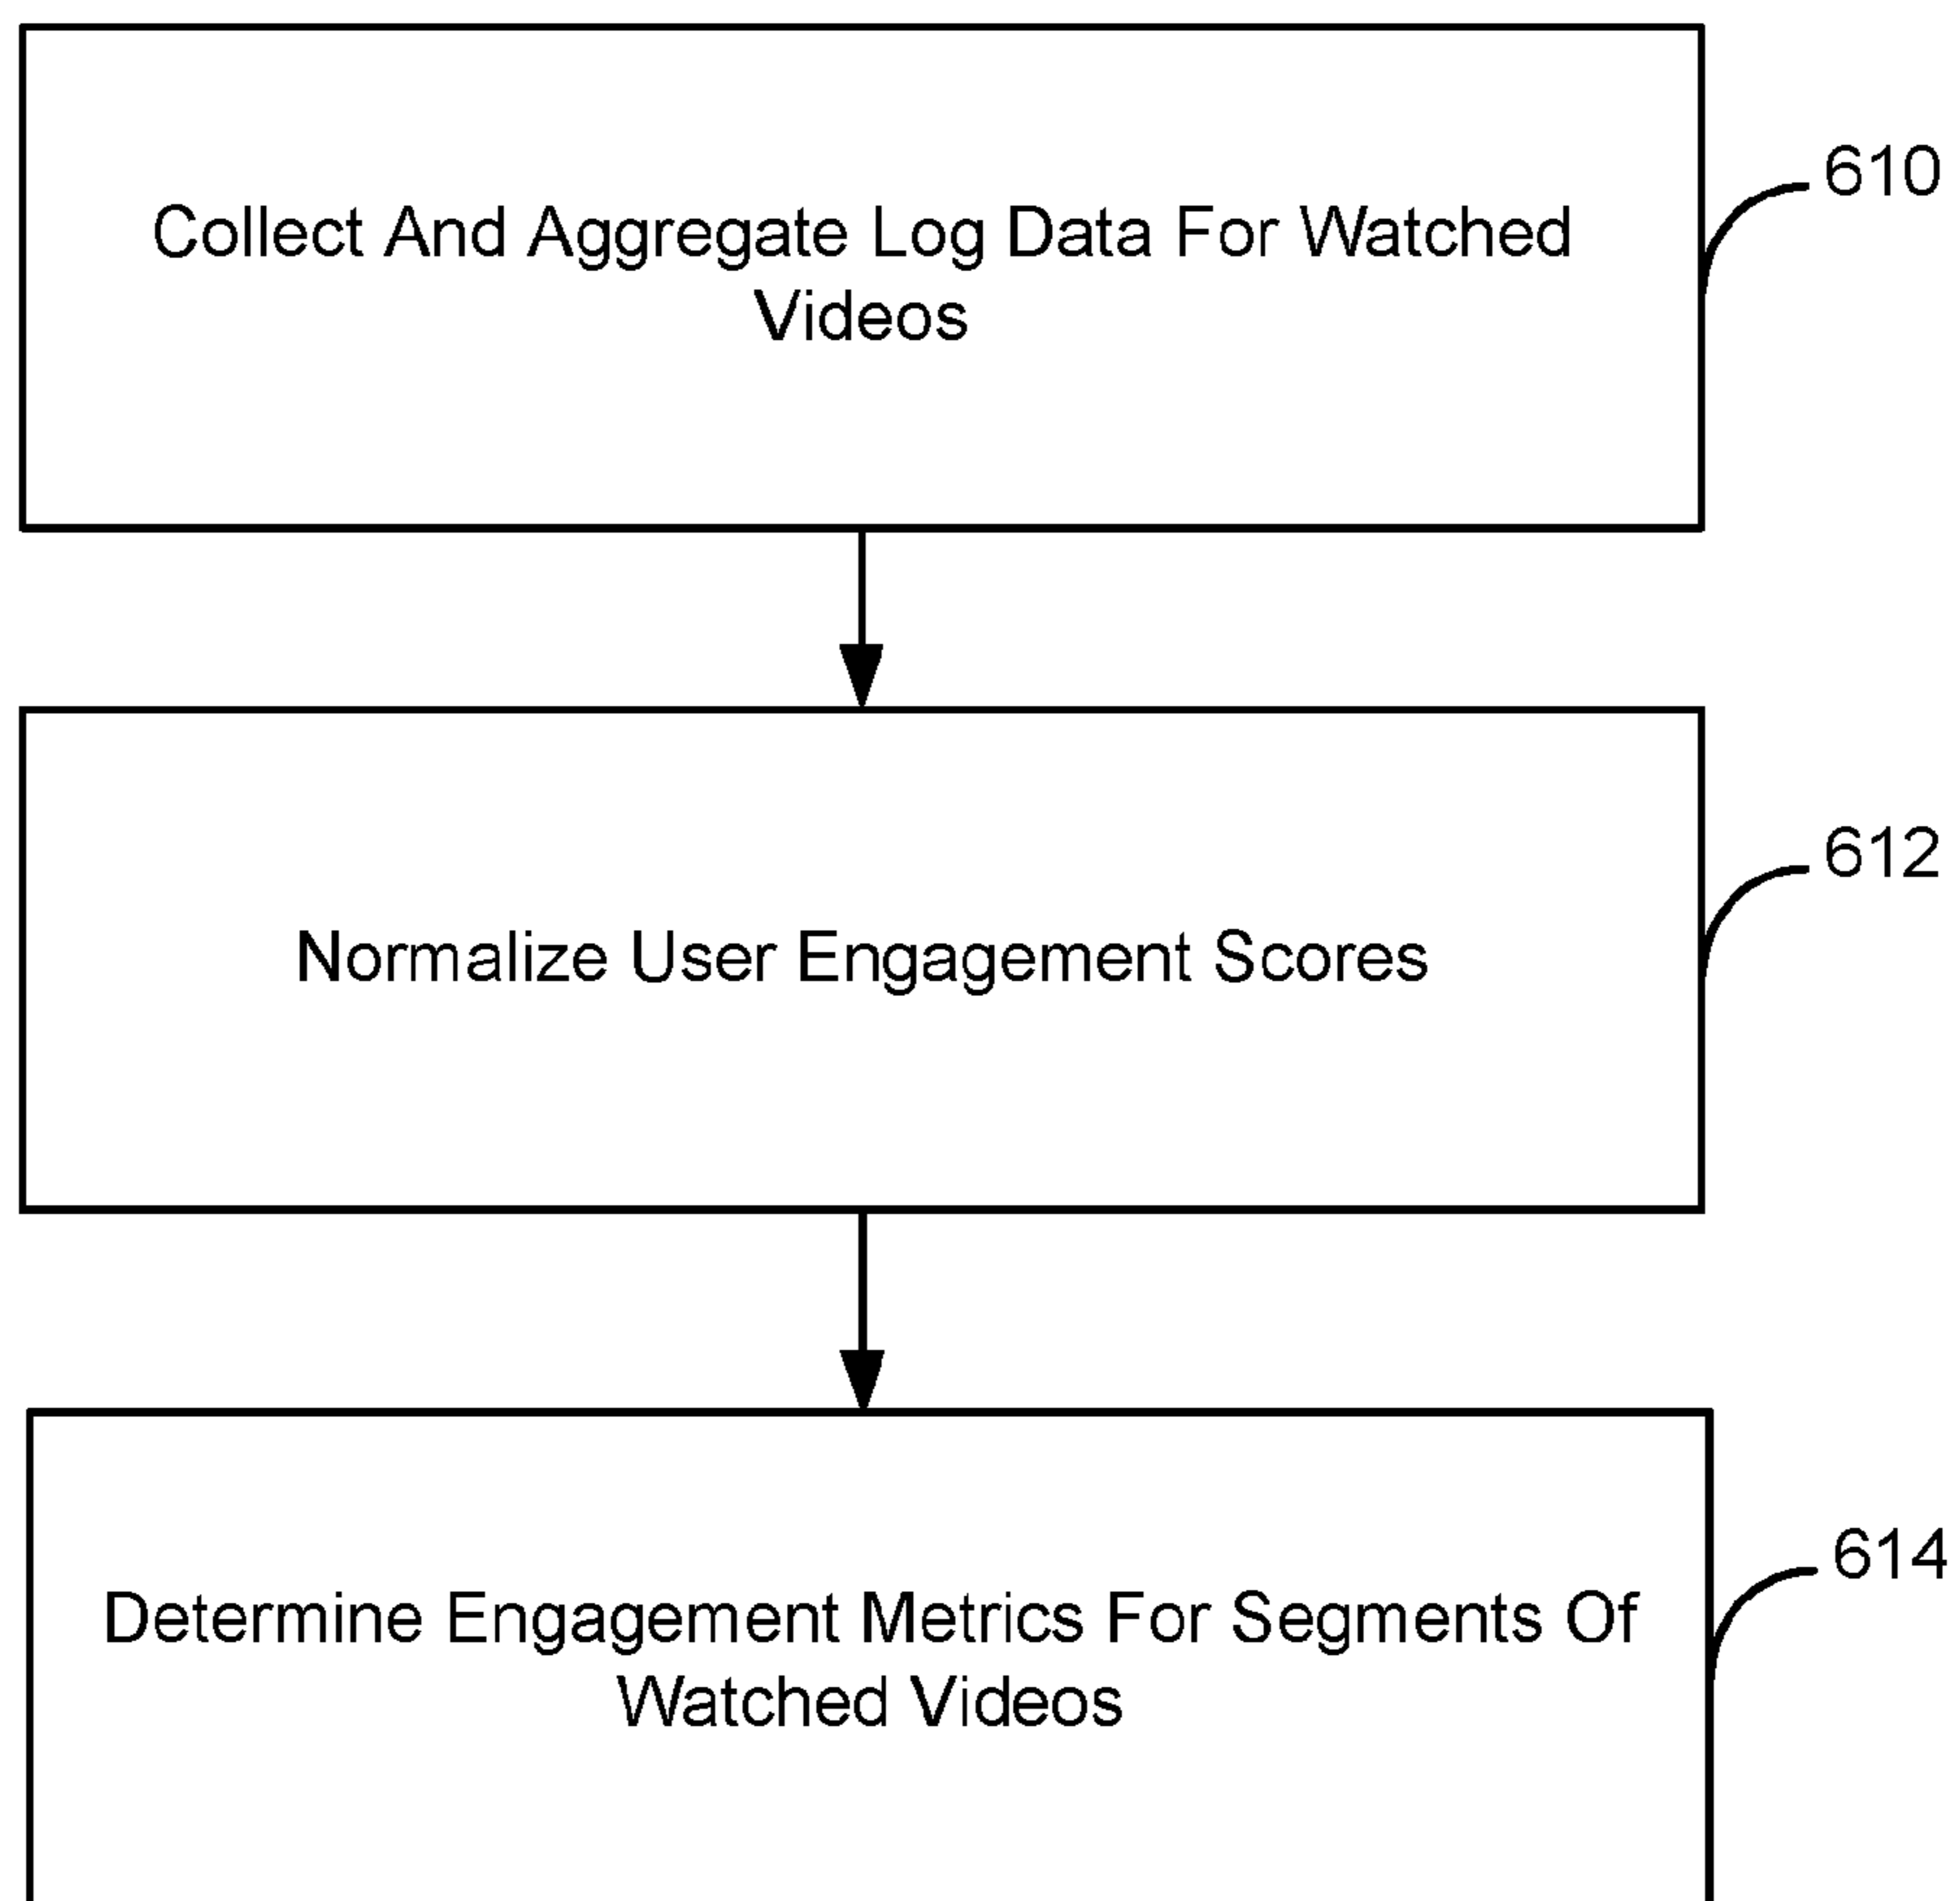 Collect And Aggregate Log Data For Watched
Videos
610
Normalize User Engagement Scores
612
Determine Engagement Metrics For Segments Of
Watched Videos
614